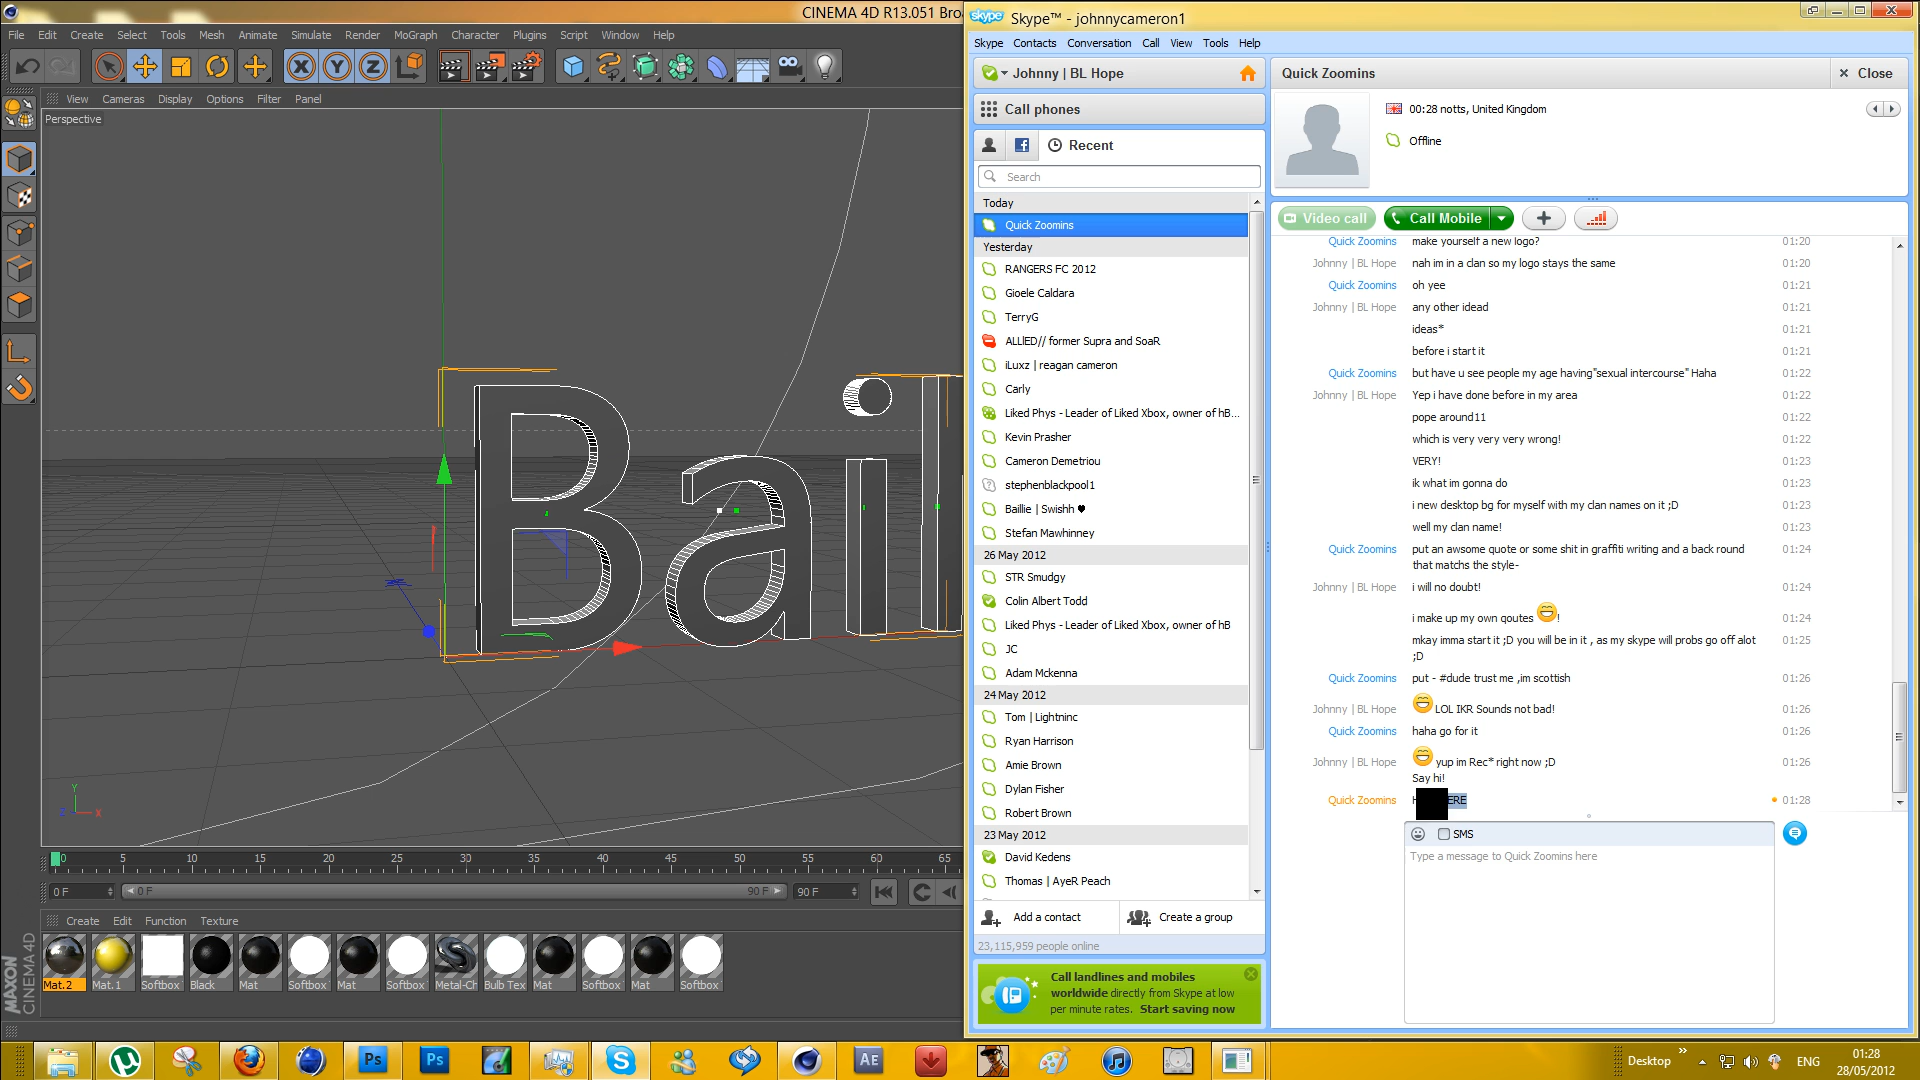 CINEMA 4D R13.051 Bro
File Edit Create Select Tools Mesh Animate Simulate Render MoGraph Character Plugins Script Window Help
View Cameras Display Options Filter Panel
Perspective
Bail
Y
Z X
0 5 10 15 20 25 30 35 40 45 50 55 60 65
0 F 0 F 90 F 90 F
Create Edit Function Texture
Mat.2 Mat.1 Softbox Black Mat Softbox Mat Softbox Metal-Ch Bulb Tex Mat Softbox Mat Softbox
MAXON CINEMA 4D
Skype™ - johnnycameron1
Skype Contacts Conversation Call View Tools Help
Johnny | BL Hope
Call phones
Recent
Search
Today
Quick Zoomins
Yesterday
RANGERS FC 2012
Gioele Caldara
TerryG
ALLlED// former Supra and SoaR
iLuxz | reagan cameron
Carly
Liked Phys - Leader of Liked Xbox, owner of hB...
Kevin Prasher
Cameron Demetriou
stephenblackpool1
Baillie | Swishh ♥
Stefan Mawhinney
26 May 2012
STR Smudgy
Colin Albert Todd
Liked Phys - Leader of Liked Xbox, owner of hB
JC
Adam Mckenna
24 May 2012
Tom | Lightninc
Ryan Harrison
Amie Brown
Dylan Fisher
Robert Brown
23 May 2012
David Kedens
Thomas | AyeR Peach
Add a contact Create a group
23,115,959 people online
Call landlines and mobiles
worldwide directly from Skype at low
per minute rates. Start saving now
Quick Zoomins × Close
00:28 notts, United Kingdom
Offline
Video call Call Mobile
Quick Zoomins make yourself a new logo? 01:20
Johnny | BL Hope nah im in a clan so my logo stays the same 01:20
Quick Zoomins oh yee 01:21
Johnny | BL Hope any other idead 01:21
ideas* 01:21
before i start it 01:21
Quick Zoomins but have u see people my age having"sexual intercourse" Haha 01:22
Johnny | BL Hope Yep i have done before in my area 01:22
pope around11 01:22
which is very very very wrong! 01:22
VERY! 01:23
ik what im gonna do 01:23
i new desktop bg for myself with my clan names on it ;D 01:23
well my clan name! 01:23
Quick Zoomins put an awsome quote or some shit in graffiti writing and a back round 01:24
that matchs the style-
Johnny | BL Hope i will no doubt! 01:24
i make up my own qoutes ! 01:24
mkay imma start it ;D you will be in it , as my skype will probs go off alot 01:25
;D
Quick Zoomins put - #dude trust me ,im scottish 01:26
Johnny | BL Hope LOL IKR Sounds not bad! 01:26
Quick Zoomins haha go for it 01:26
Johnny | BL Hope yup im Rec* right now ;D 01:26
Say hi!
Quick Zoomins ERE 01:28
SMS
Type a message to Quick Zoomins here
Ps Ps AE
Desktop » ENG 01:28
28/05/2012